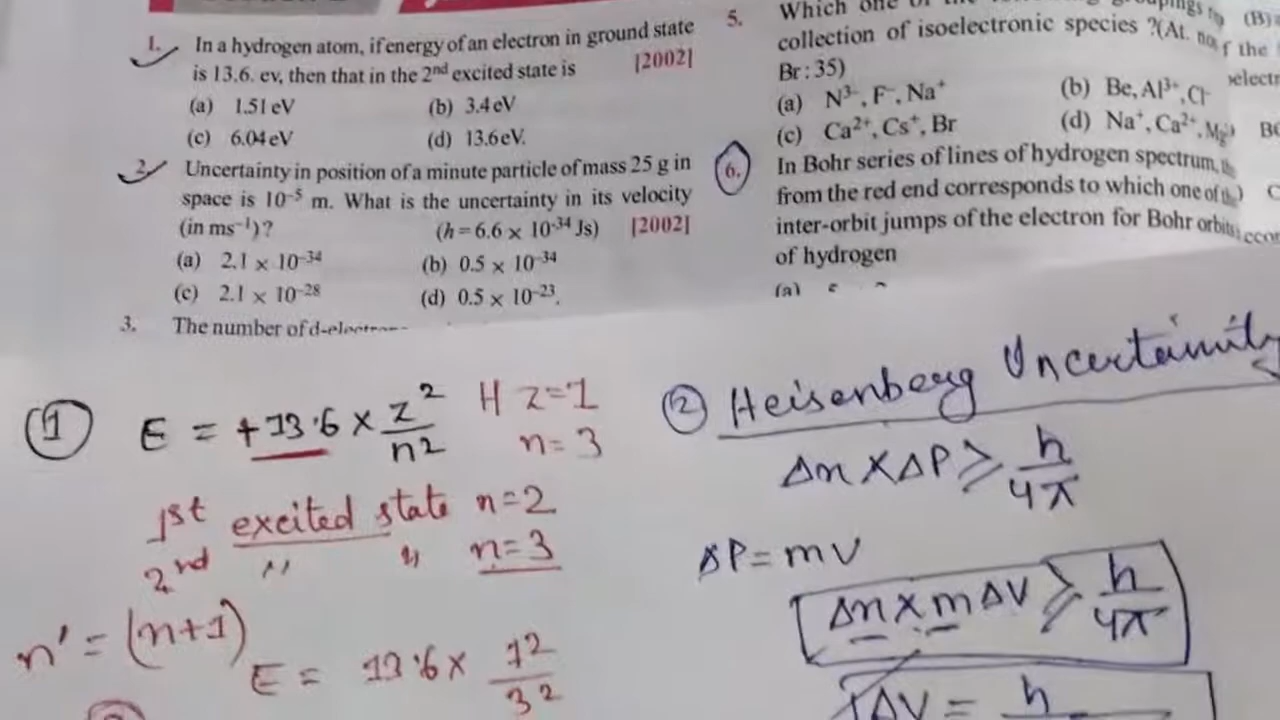 1. In a hydrogen atom, if energy of an electron in ground state
is 13.6. ev, then that in the 2nd excited state is [2002]
(a) 1.51 eV (b) 3.4 eV
(c) 6.04 eV (d) 13.6 eV.
2. Uncertainty in position of a minute particle of mass 25 g in
space is 10⁻⁵ m. What is the uncertainty in its velocity
(in ms⁻¹)? (h = 6.6 × 10⁻³⁴ Js) [2002]
(a) 2.1 × 10⁻³⁴ (b) 0.5 × 10⁻³⁴
(c) 2.1 × 10⁻²⁸ (d) 0.5 × 10⁻²³.
3. The number of
5. Which one
collection of isoelectronic species ?(At. no
Br : 35)
(a) N³⁻, F⁻, Na⁺ (b) Be, Al³⁺, Cl⁻
(c) Ca²⁺, Cs⁺, Br (d) Na⁺, Ca²⁺, Mg
6. In Bohr series of lines of hydrogen spectrum,
from the red end corresponds to which one of
inter-orbit jumps of the electron for Bohr orbits
of hydrogen
(a)
(B)
f the
1 E = +13.6 × z²/n² H z=1
n = 3
1st excited state n=2
2nd " " n=3
n' = (n+1)
E = 13.6 × 1²/3²
2 Heisenberg Uncertainity
Δx × ΔP ≥ h/4π
ΔP = mv
Δx × mΔV ≥ h/4π
ΔV = h